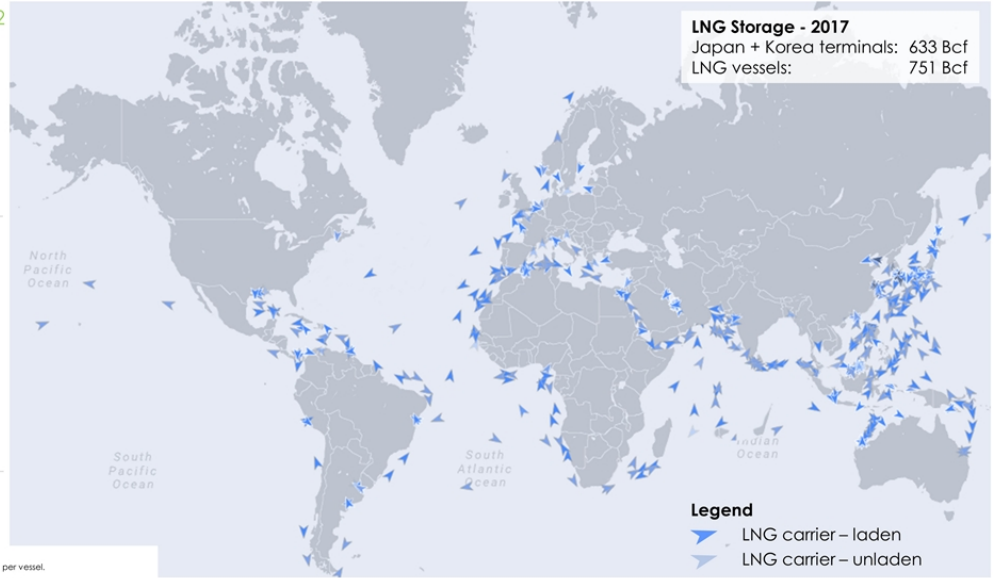 2
LNG Storage - 2017
Japan + Korea terminals: 633 Bcf
LNG vessels: 751 Bcf
North
Pacific
Ocean
South
Pacific
Ocean
South
Atlantic
Ocean
Indian
Ocean
Legend
LNG carrier – laden
LNG carrier – unladen
per vessel.